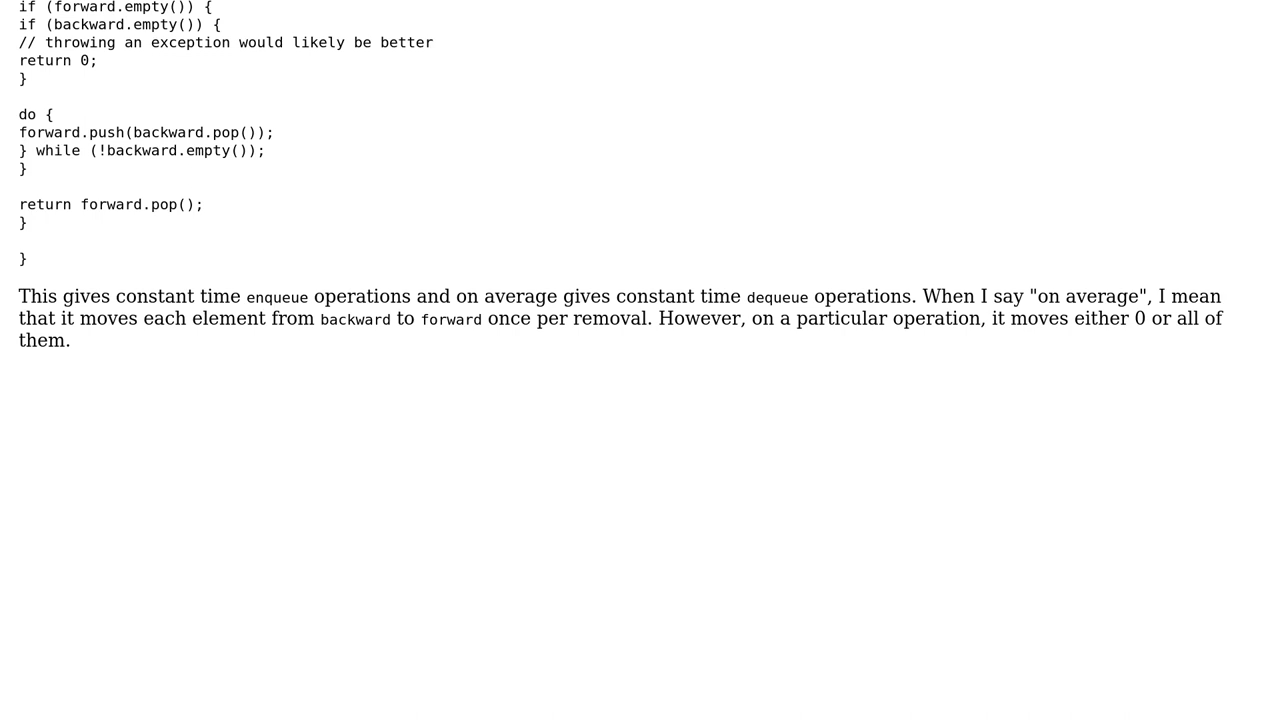 if (forward.empty()) {
if (backward.empty()) {
// throwing an exception would likely be better
return 0;
}
do {
forward.push(backward.pop());
} while (!backward.empty());
}
return forward.pop();
}
}
This gives constant time enqueue operations and on average gives constant time dequeue operations. When I say "on average", I mean
that it moves each element from backward to forward once per removal. However, on a particular operation, it moves either 0 or all of
them.